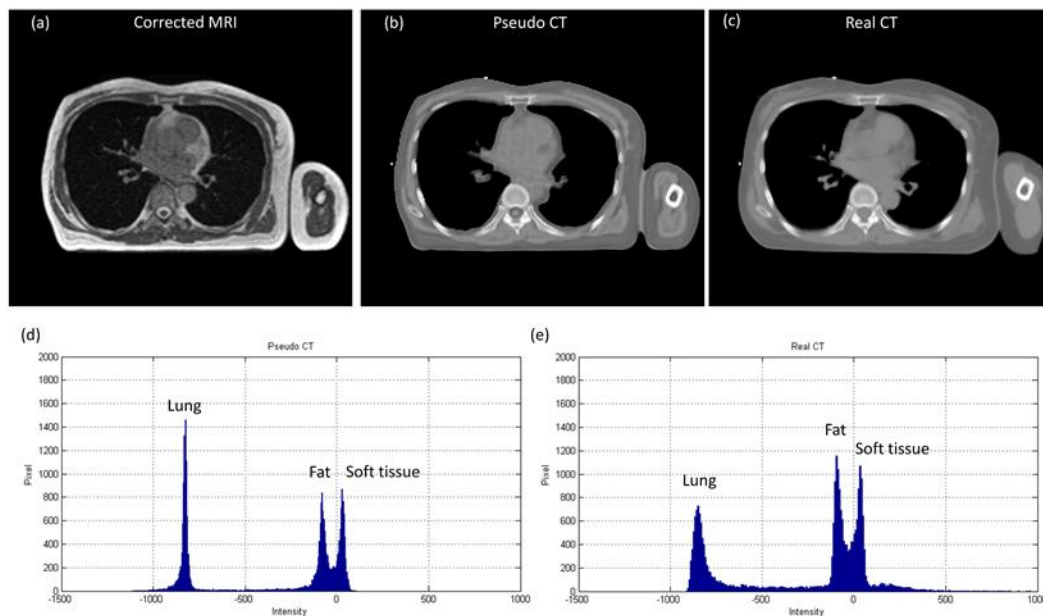 (a) Corrected MRI
(b) Pseudo CT
(c) Real CT
(d)
Pseudo CT
2000
1800
1600
1400
1200
1000
800
600
400
200
0
Pixel
Lung
Fat
Soft tissue
-1500 -1000 -500 0 500 1000
Intensity
(e)
Real CT
2000
1800
1600
1400
1200
1000
800
600
400
200
0
Pixel
Lung
Fat
Soft tissue
-1500 -1000 -500 0 500 1000
Intensity